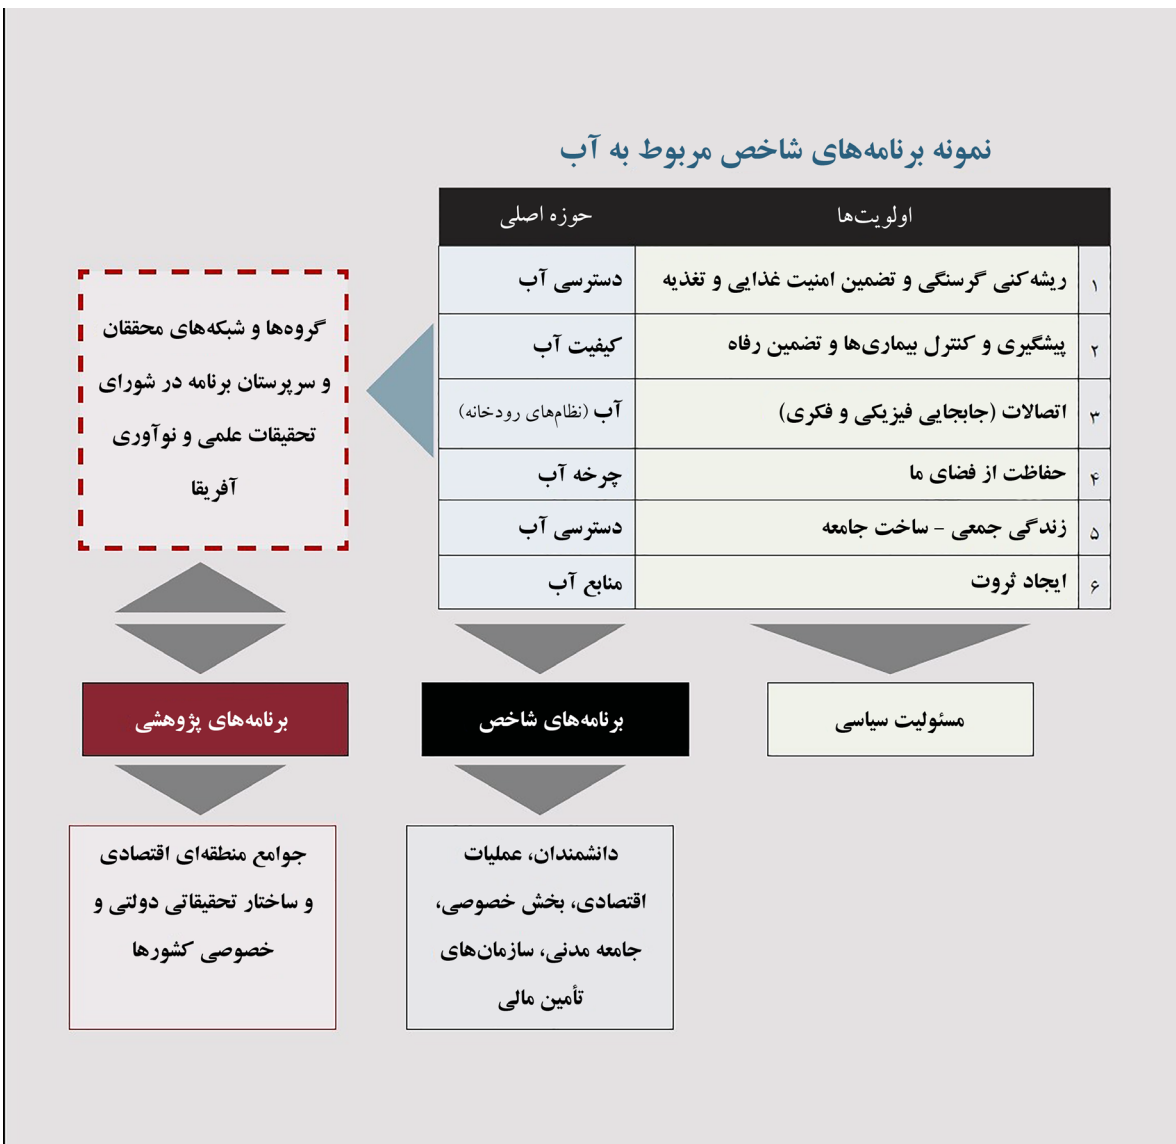 نمونه برنامه‌های شاخص مربوط به آب
اولویت‌ها حوزه اصلی
۱ ریشه‌کنی گرسنگی و تضمین امنیت غذایی و تغذیه دسترسی آب
۲ پیشگیری و کنترل بیماری‌ها و تضمین رفاه کیفیت آب
۳ اتصالات (جابجایی فیزیکی و فکری) آب (نظام‌های رودخانه)
۴ حفاظت از فضای ما چرخه آب
۵ زندگی جمعی - ساخت جامعه دسترسی آب
۶ ایجاد ثروت منابع آب
گروه‌ها و شبکه‌های محققان
و سرپرستان برنامه در شورای
تحقیقات علمی و نوآوری
آفریقا
مسئولیت سیاسی
برنامه‌های شاخص
برنامه‌های پژوهشی
دانشمندان، عملیات
اقتصادی، بخش خصوصی،
جامعه مدنی، سازمان‌های
تأمین مالی
جوامع منطقه‌ای اقتصادی
و ساختار تحقیقاتی دولتی و
خصوصی کشورها